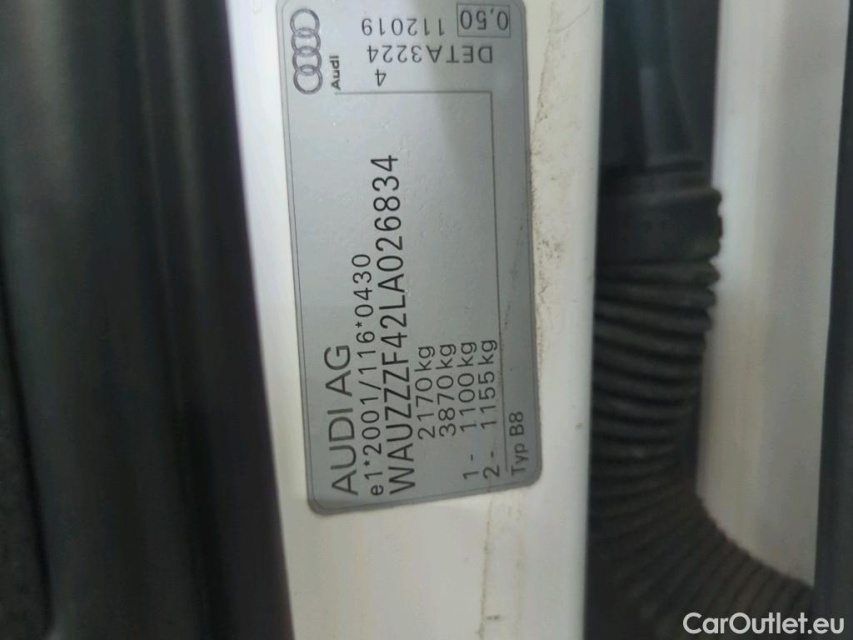 AUDI AG
e1*2001/116*0430
WAUZZZF42LA026834
2170 kg
3870 kg
1 - 1100 kg
2 - 1155 kg
Typ B8
Audi
4
DETA3224
112019
0,50
CarOutlet.eu